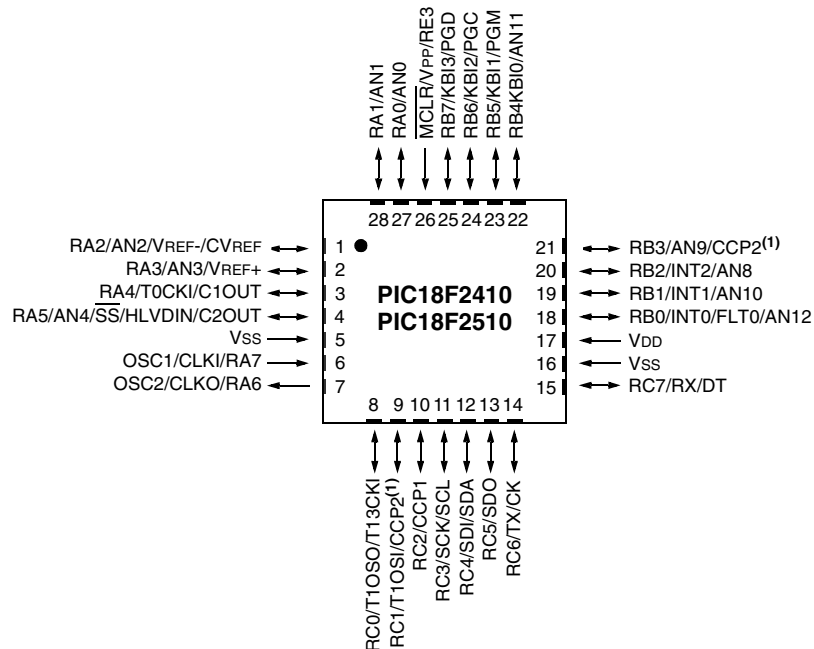 RA1/AN1
RA0/AN0
MCLR/VPP/RE3
RB7/KBI3/PGD
RB6/KBI2/PGC
RB5/KBI1/PGM
RB4KBI0/AN11
28 27 26 25 24 23 22
RA2/AN2/VREF-/CVREF 1
RA3/AN3/VREF+ 2
RA4/T0CKI/C1OUT 3
RA5/AN4/SS/HLVDIN/C2OUT 4
VSS 5
OSC1/CLKI/RA7 6
OSC2/CLKO/RA6 7
PIC18F2410
PIC18F2510
21 RB3/AN9/CCP2(1)
20 RB2/INT2/AN8
19 RB1/INT1/AN10
18 RB0/INT0/FLT0/AN12
17 VDD
16 VSS
15 RC7/RX/DT
8 9 10 11 12 13 14
RC0/T1OSO/T13CKI
RC1/T1OSI/CCP2(1)
RC2/CCP1
RC3/SCK/SCL
RC4/SDI/SDA
RC5/SDO
RC6/TX/CK